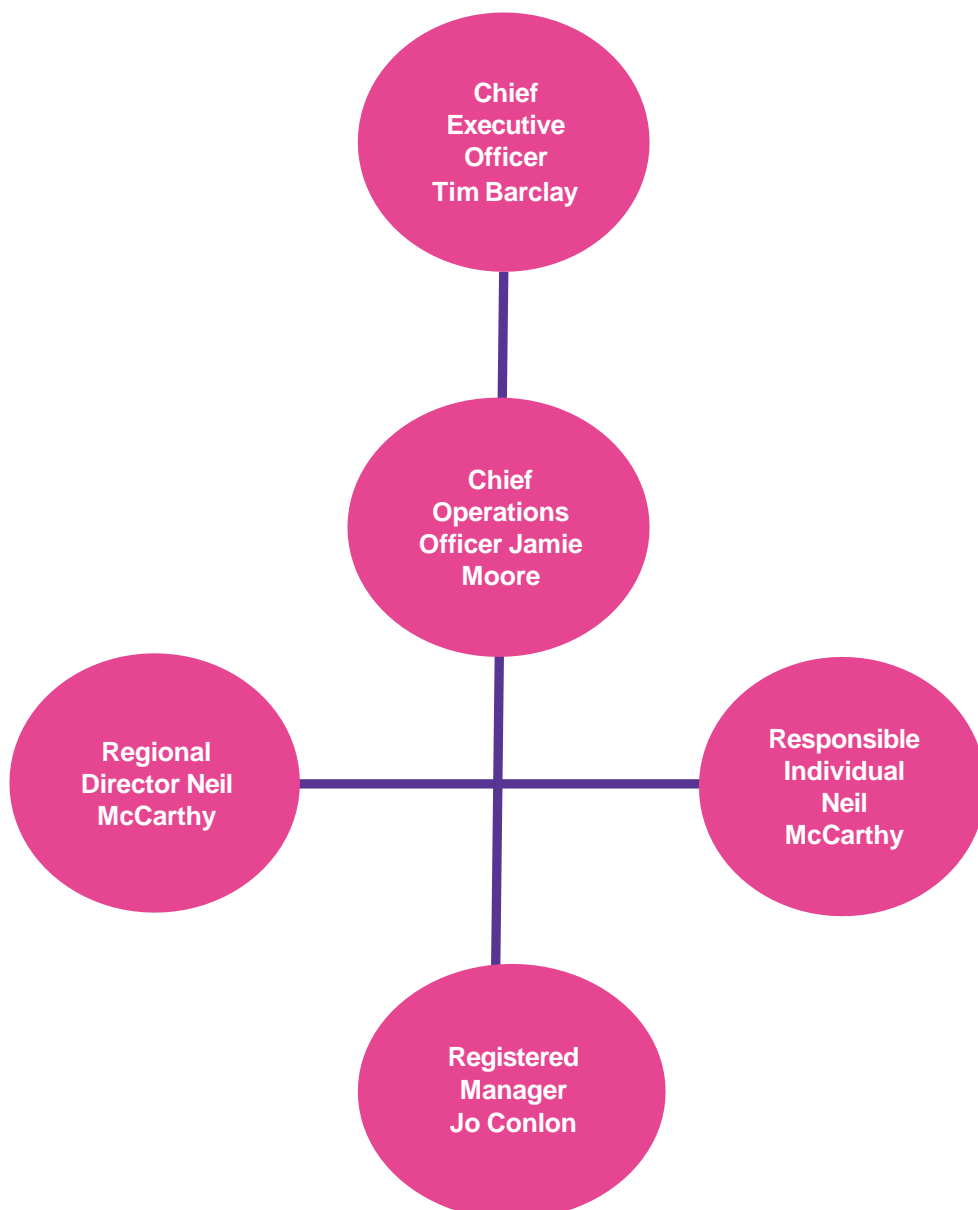 Chief
Executive
Officer
Tim Barclay
Chief
Operations
Officer Jamie
Moore
Regional
Director Neil
McCarthy
Responsible
Individual
Neil
McCarthy
Registered
Manager
Jo Conlon